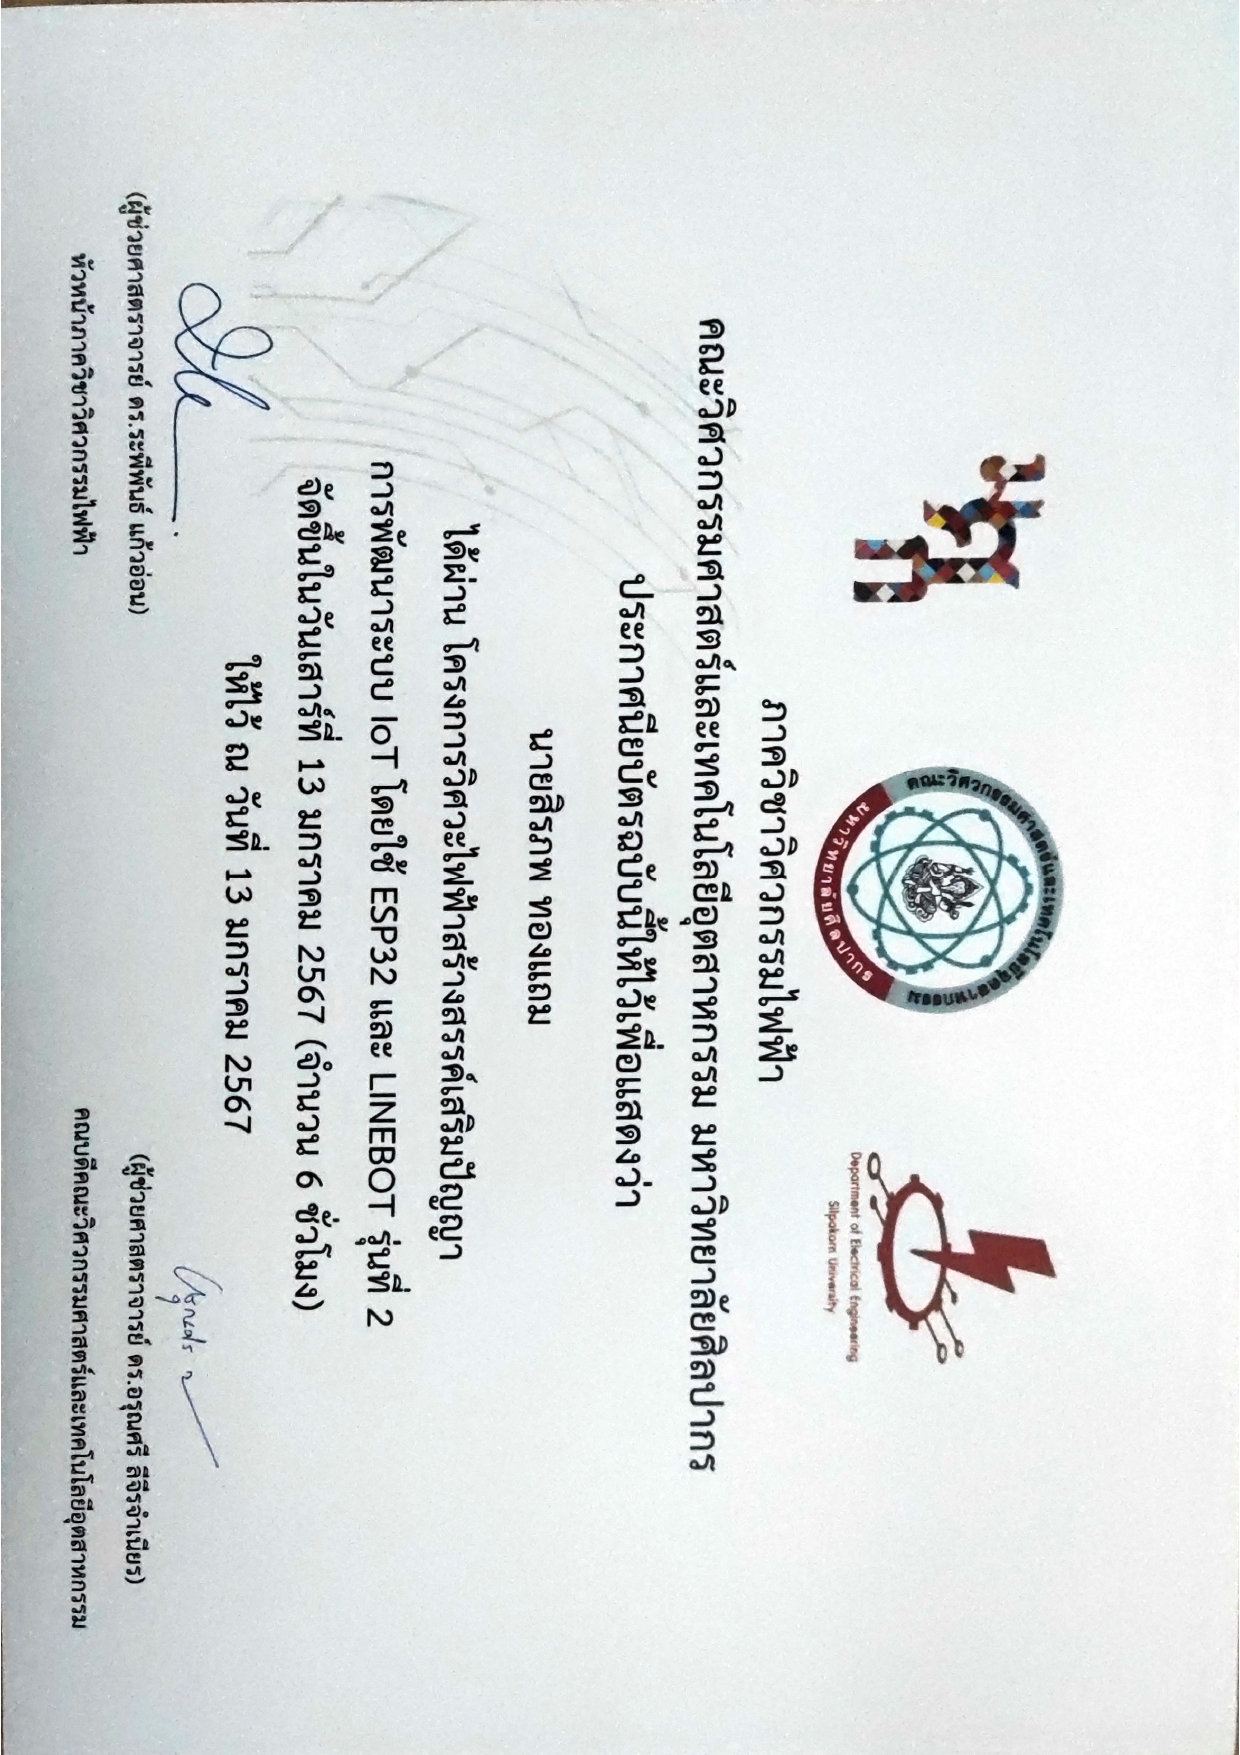 มศก
คณะวิศวกรรมศาสตร์และเทคโนโลยีอุตสาหกรรม
มหาวิทยาลัยศิลปากร
Department of Electrical Engineering
Silpakorn University
ภาควิชาวิศวกรรมไฟฟ้า
คณะวิศวกรรมศาสตร์และเทคโนโลยีอุตสาหกรรม มหาวิทยาลัยศิลปากร
ประกาศนียบัตรฉบับนี้ให้ไว้เพื่อแสดงว่า
นายสิรภพ ทองแถม
ได้ผ่าน โครงการวิศวะไฟฟ้าสร้างสรรค์เสริมปัญญา
การพัฒนาระบบ IoT โดยใช้ ESP32 และ LINEBOT รุ่นที่ 2
จัดขึ้นในวันเสาร์ที่ 13 มกราคม 2567 (จำนวน 6 ชั่วโมง)
ให้ไว้ ณ วันที่ 13 มกราคม 2567
(ผู้ช่วยศาสตราจารย์ ดร.ระพีพันธ์ แก้วอ่อน)
หัวหน้าภาควิชาวิศวกรรมไฟฟ้า
(ผู้ช่วยศาสตราจารย์ ดร.อรุณศรี ลีจีรจำเนียร)
คณบดีคณะวิศวกรรมศาสตร์และเทคโนโลยีอุตสาหกรรม